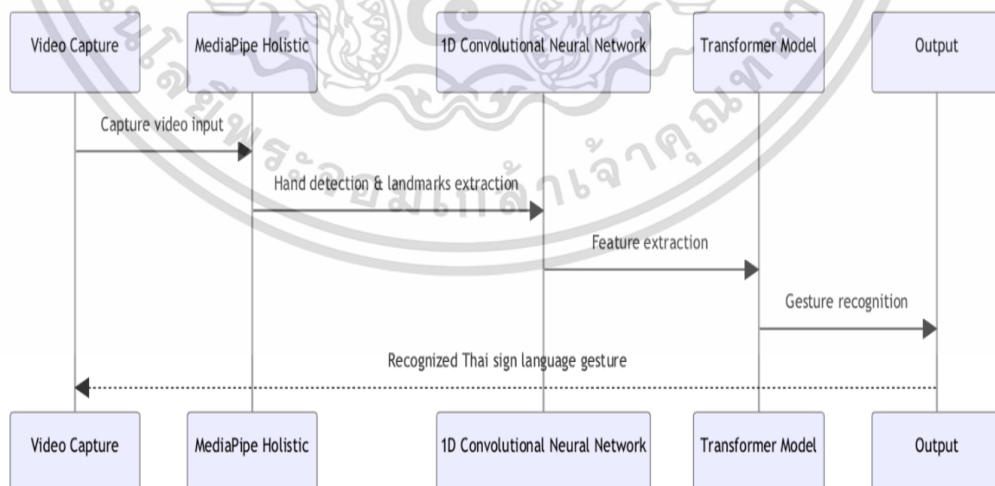 Video Capture
MediaPipe Holistic
1D Convolutional Neural Network
Transformer Model
Output
Capture video input
Hand detection & landmarks extraction
Feature extraction
Gesture recognition
Recognized Thai sign language gesture
Video Capture
MediaPipe Holistic
1D Convolutional Neural Network
Transformer Model
Output